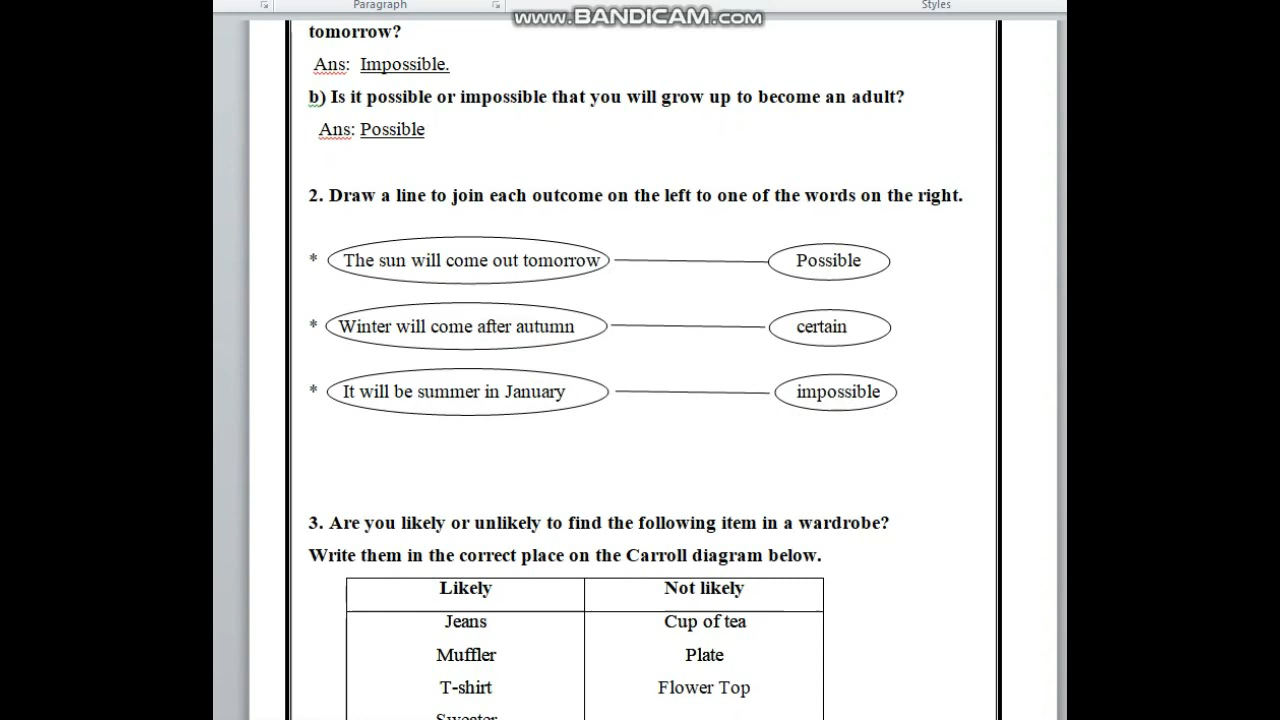 Paragraph Styles
www.BANDICAM.com
tomorrow?
Ans: Impossible.
b) Is it possible or impossible that you will grow up to become an adult?
Ans: Possible
2. Draw a line to join each outcome on the left to one of the words on the right.
* The sun will come out tomorrow Possible
* Winter will come after autumn certain
* It will be summer in January impossible
3. Are you likely or unlikely to find the following item in a wardrobe?
Write them in the correct place on the Carroll diagram below.
Likely Not likely
Jeans Cup of tea
Muffler Plate
T-shirt Flower Top
Sweater